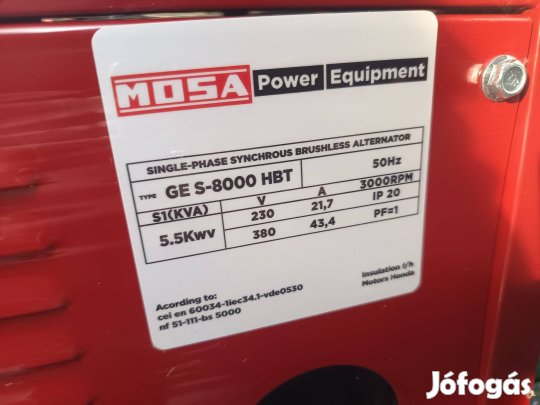 MOSA Power Equipment
SINGLE-PHASE SYNCHROUS BRUSHLESS ALTERNATOR
TYPE GE S-8000 HBT 50Hz
S1(KVA) V A 3000RPM
5.5Kwv 230 21,7 IP 20
380 43,4 PF=1
Acording to:
cei en 60034-1iec34.1-vde0530
nf 51-111-bs 5000
Insulation f/h
Motors Honda
Jófogás